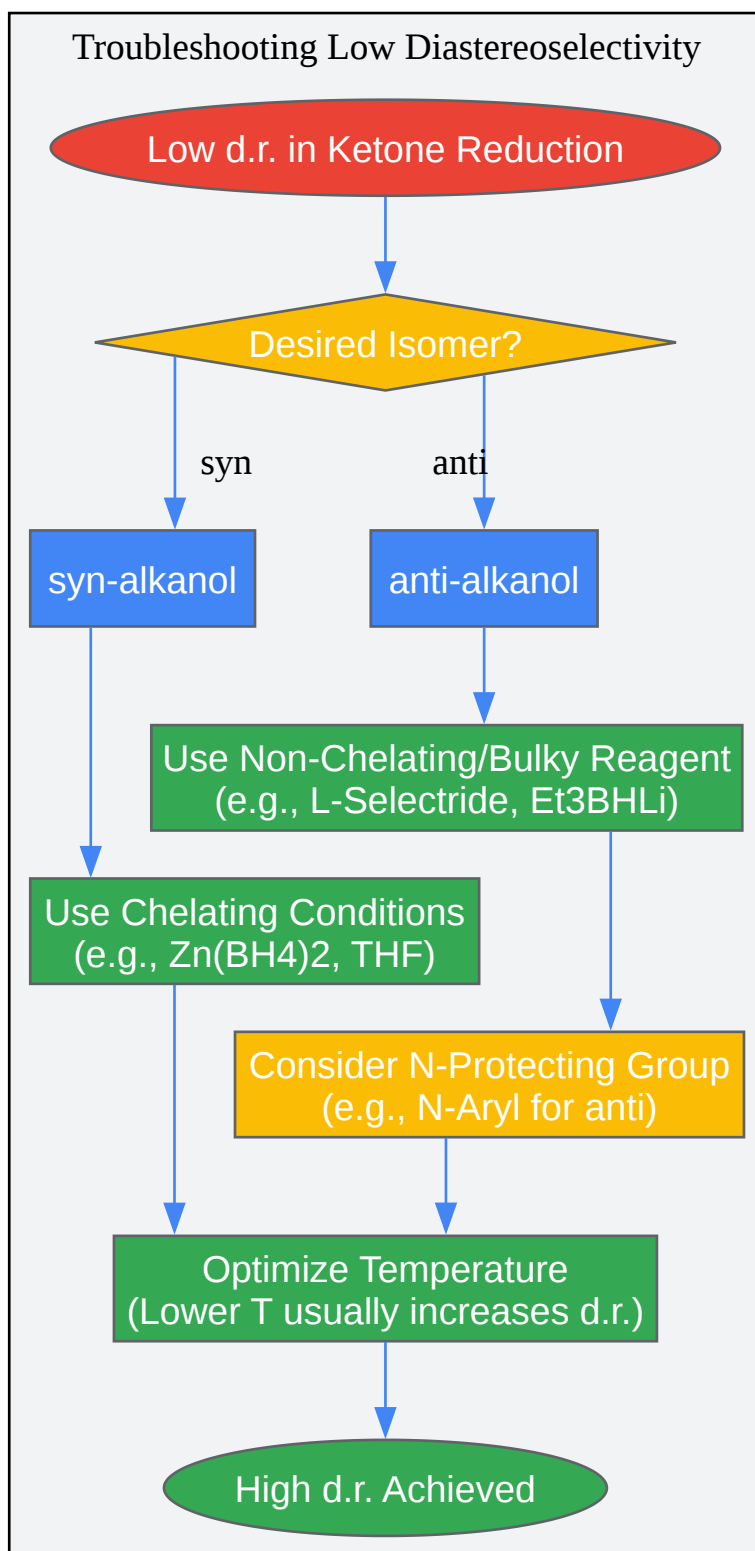 Troubleshooting Low Diastereoselectivity
Low d.r. in Ketone Reduction
Desired Isomer?
syn
anti
syn-alkanol
anti-alkanol
Use Non-Chelating/Bulky Reagent
(e.g., L-Selectride, Et3BHLi)
Use Chelating Conditions
(e.g., Zn(BH4)2, THF)
Consider N-Protecting Group
(e.g., N-Aryl for anti)
Optimize Temperature
(Lower T usually increases d.r.)
High d.r. Achieved